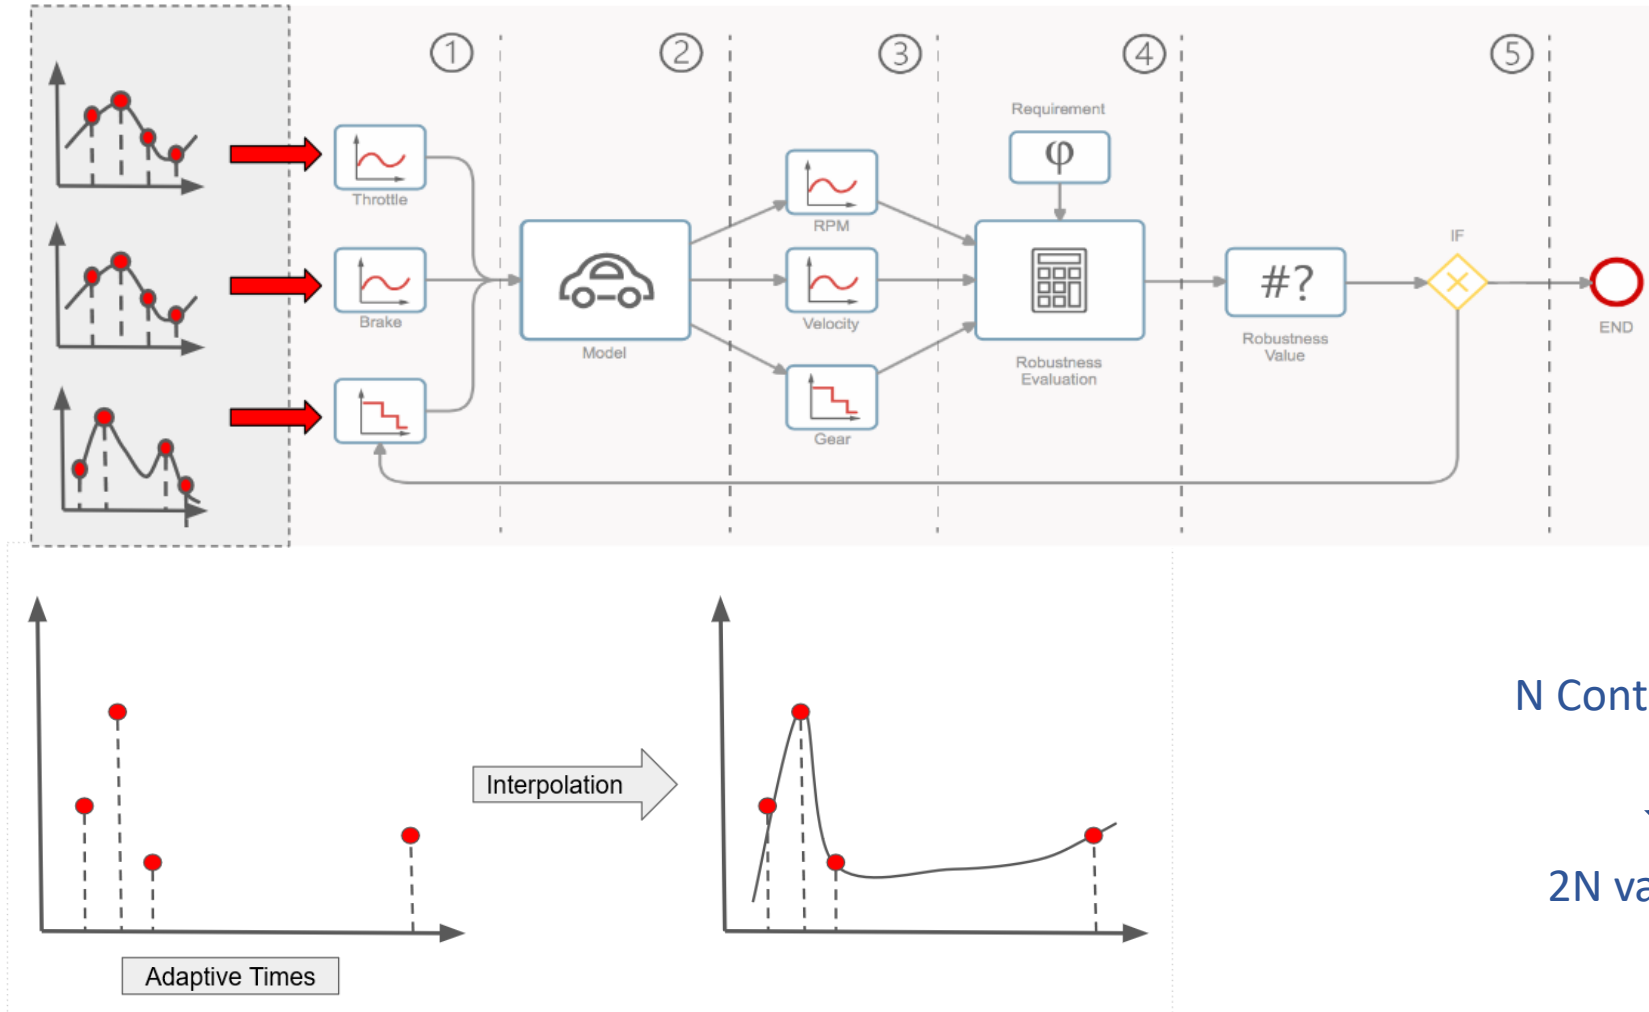 1
2
3
4
5
Requirement
φ
Throttle
RPM
IF
#?
Brake
Velocity
END
Model
Robustness
Value
Robustness
Evaluation
Gear
N Cont
Interpolation
2N va
Adaptive Times